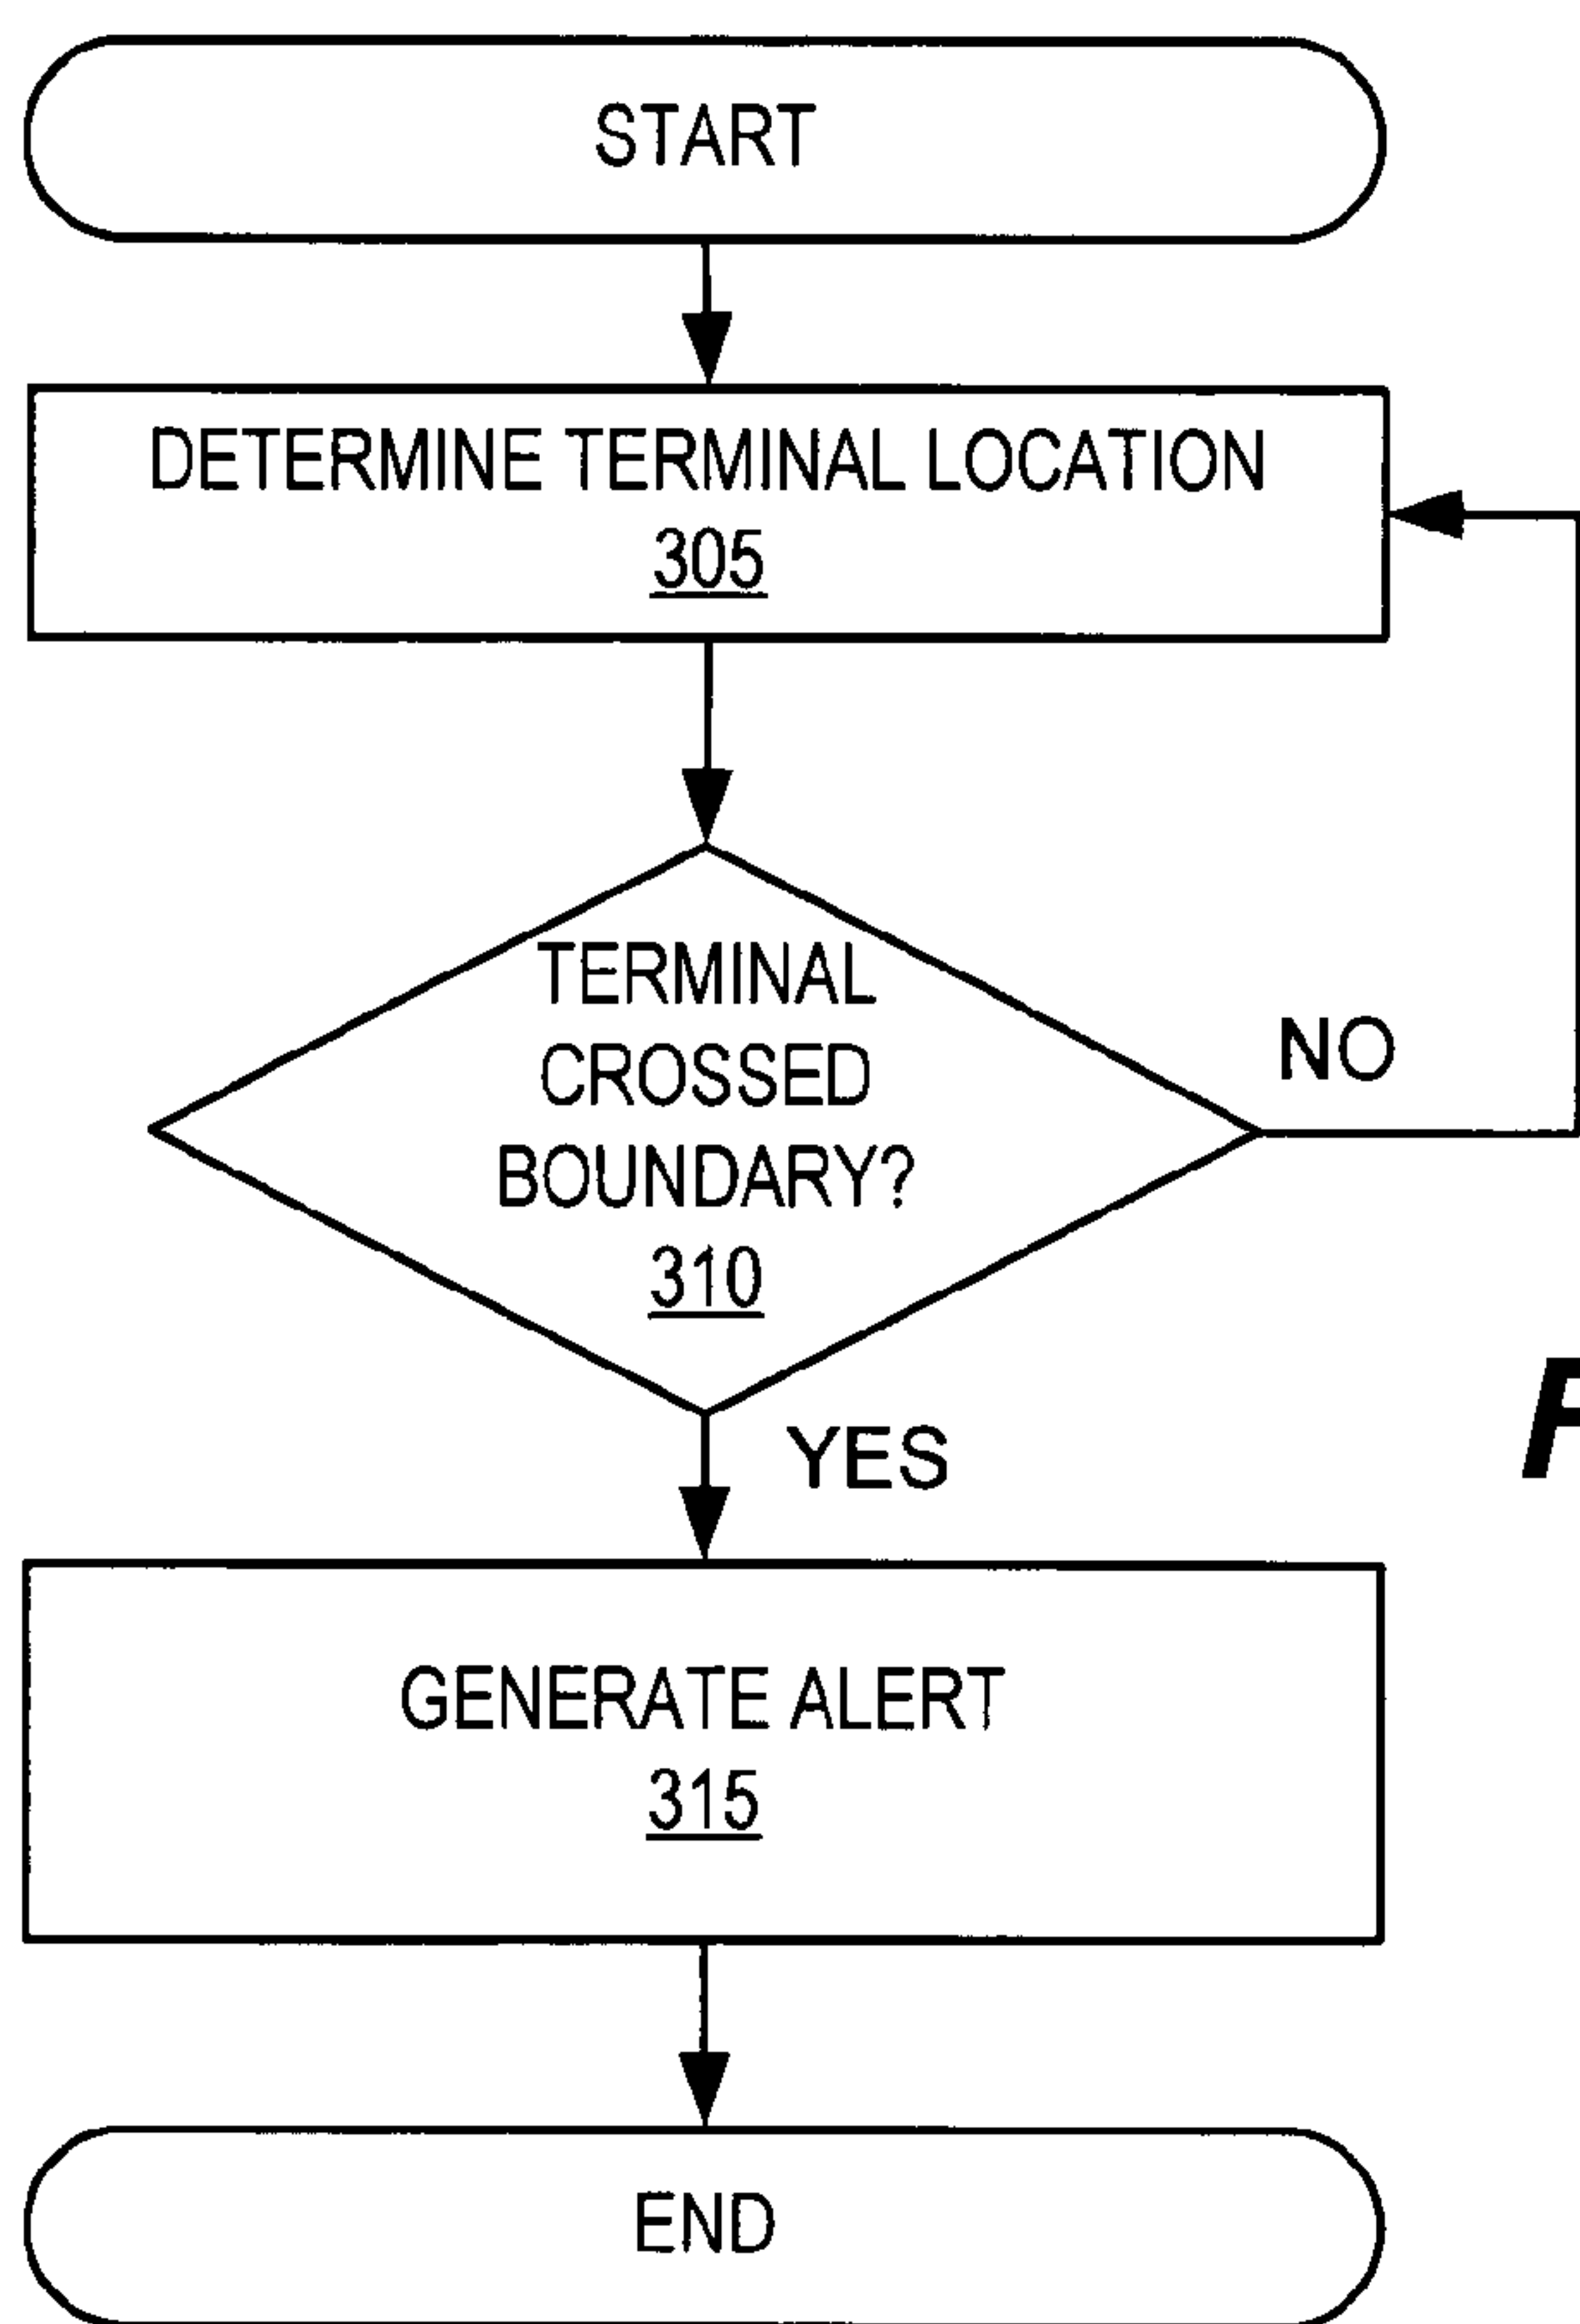 START
DETERMINE TERMINAL LOCATION
305
TERMINAL
CROSSED
BOUNDARY?
310
NO
YES
GENERATE ALERT
315
END